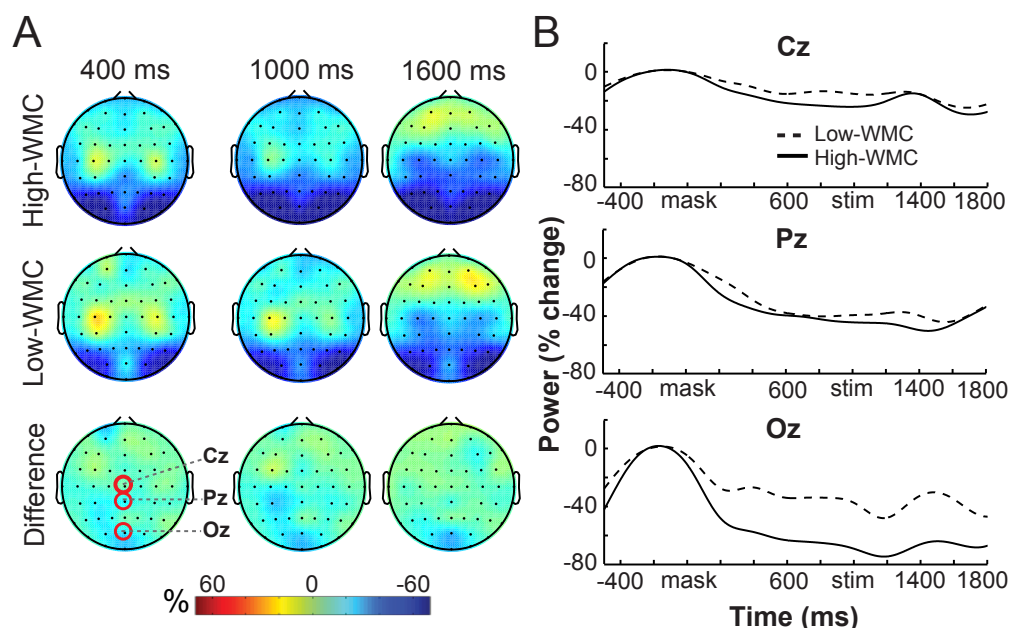 A
400 ms 1000 ms 1600 ms
High-WMC
Low-WMC
Difference
Cz
Pz
Oz
% 60 0 -60
B
Power (% change)
Cz
0
-40
-80
Low-WMC
High-WMC
-400 mask 600 stim 1400 1800
Pz
0
-40
-80
-400 mask 600 stim 1400 1800
Oz
0
-40
-80
-400 mask 600 stim 1400 1800
Time (ms)